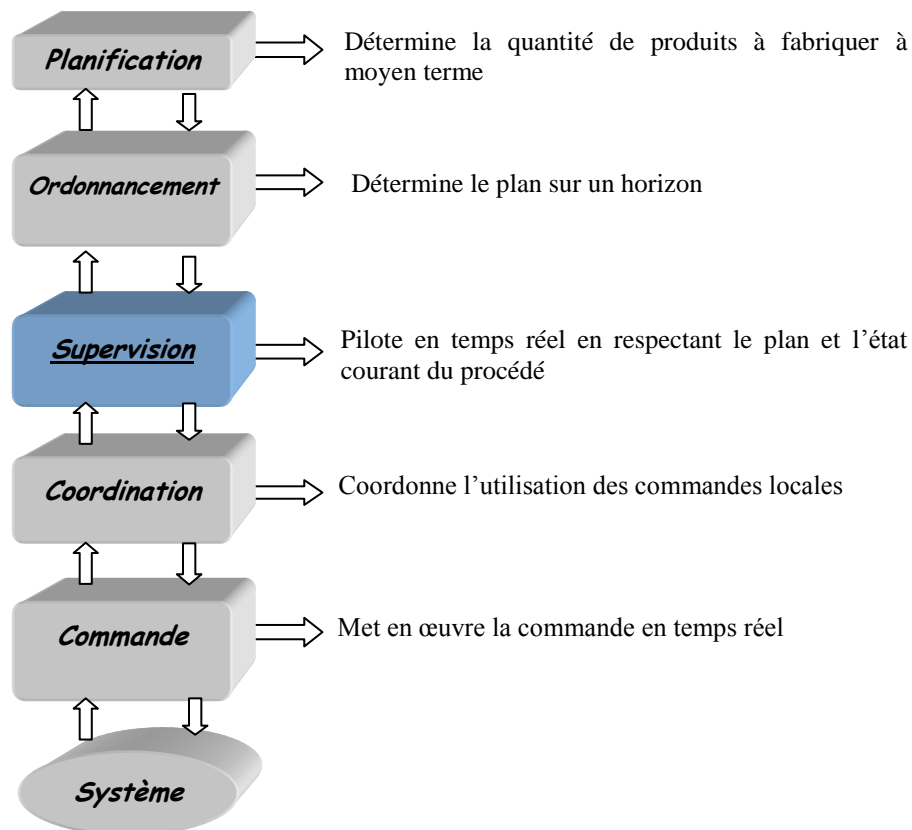 Planification
Détermine la quantité de produits à fabriquer à
moyen terme
Ordonnancement
Détermine le plan sur un horizon
Supervision
Pilote en temps réel en respectant le plan et l’état
courant du procédé
Coordination
Coordonne l’utilisation des commandes locales
Commande
Met en œuvre la commande en temps réel
Système